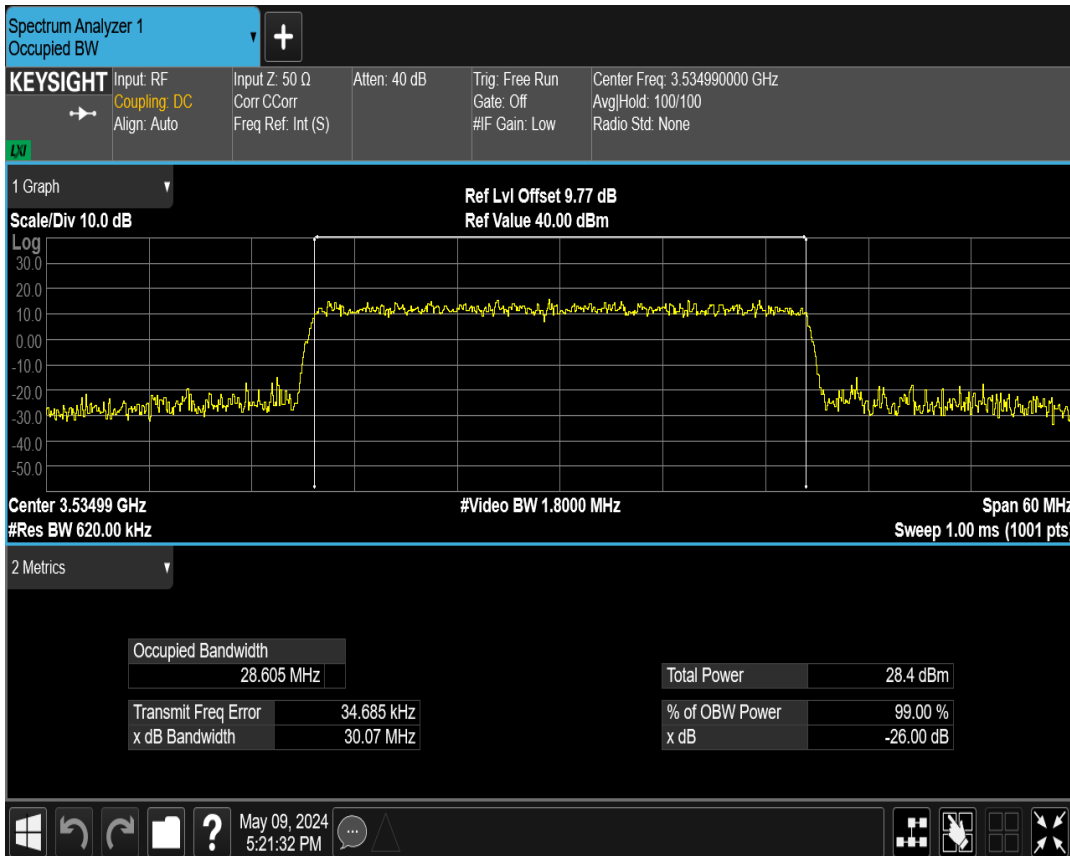 Spectrum Analyzer 1
Occupied BW
+
KEYSIGHT
LXI
Input: RF
Coupling: DC
Align: Auto
Input Z: 50 Ω
Corr CCorr
Freq Ref: Int (S)
Atten: 40 dB
Trig: Free Run
Gate: Off
#IF Gain: Low
Center Freq: 3.534990000 GHz
Avg|Hold: 100/100
Radio Std: None
1 Graph
Scale/Div 10.0 dB
Ref Lvl Offset 9.77 dB
Ref Value 40.00 dBm
Log
30.0
20.0
10.0
0.00
-10.0
-20.0
-30.0
-40.0
-50.0
Center 3.53499 GHz
#Video BW 1.8000 MHz
Span 60 MHz
#Res BW 620.00 kHz
Sweep 1.00 ms (1001 pts)
2 Metrics
Occupied Bandwidth
28.605 MHz
Transmit Freq Error 34.685 kHz
x dB Bandwidth 30.07 MHz
Total Power 28.4 dBm
% of OBW Power 99.00 %
x dB -26.00 dB
?
May 09, 2024
5:21:32 PM